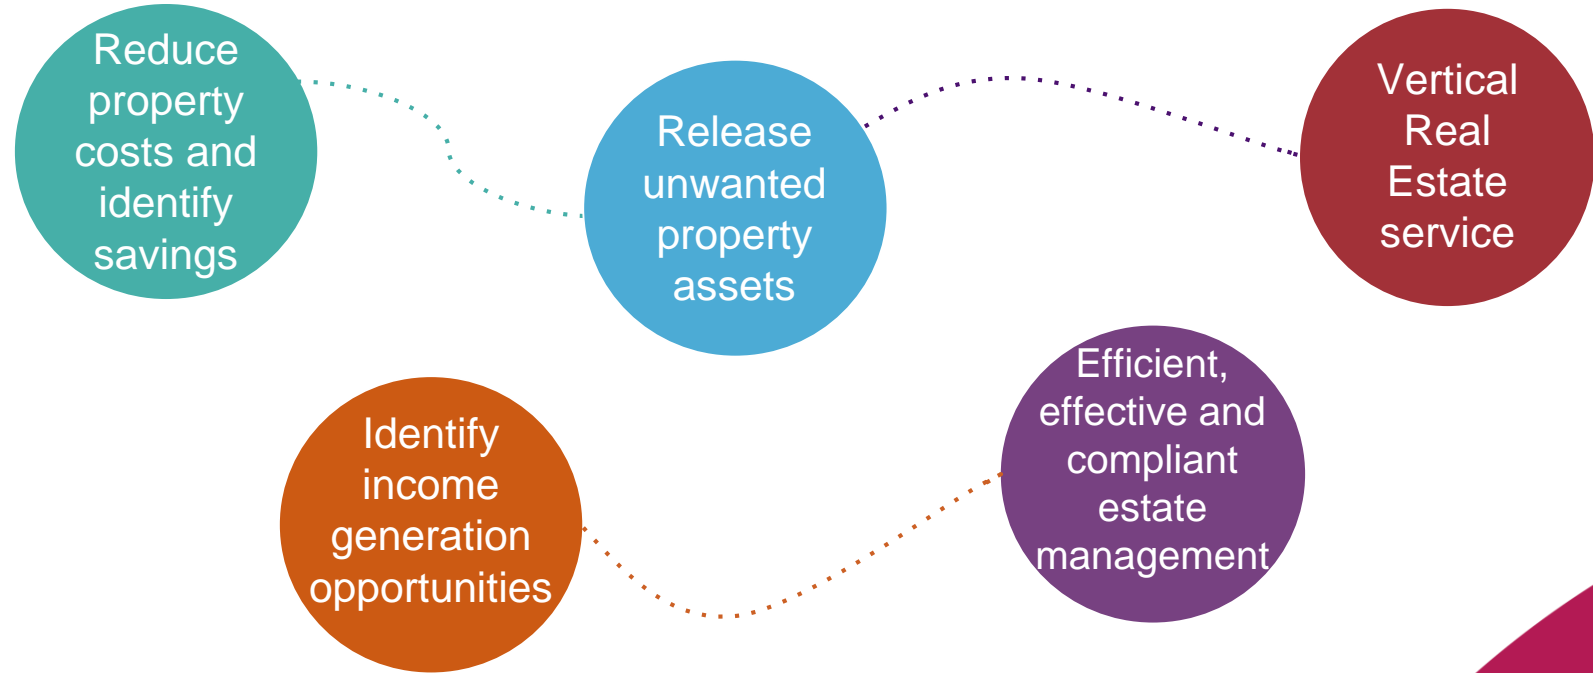 Reduce
property
costs and
identify
savings
Release
unwanted
property
assets
Vertical
Real
Estate
service
Identify
income
generation
opportunities
Efficient,
effective and
compliant
estate
management